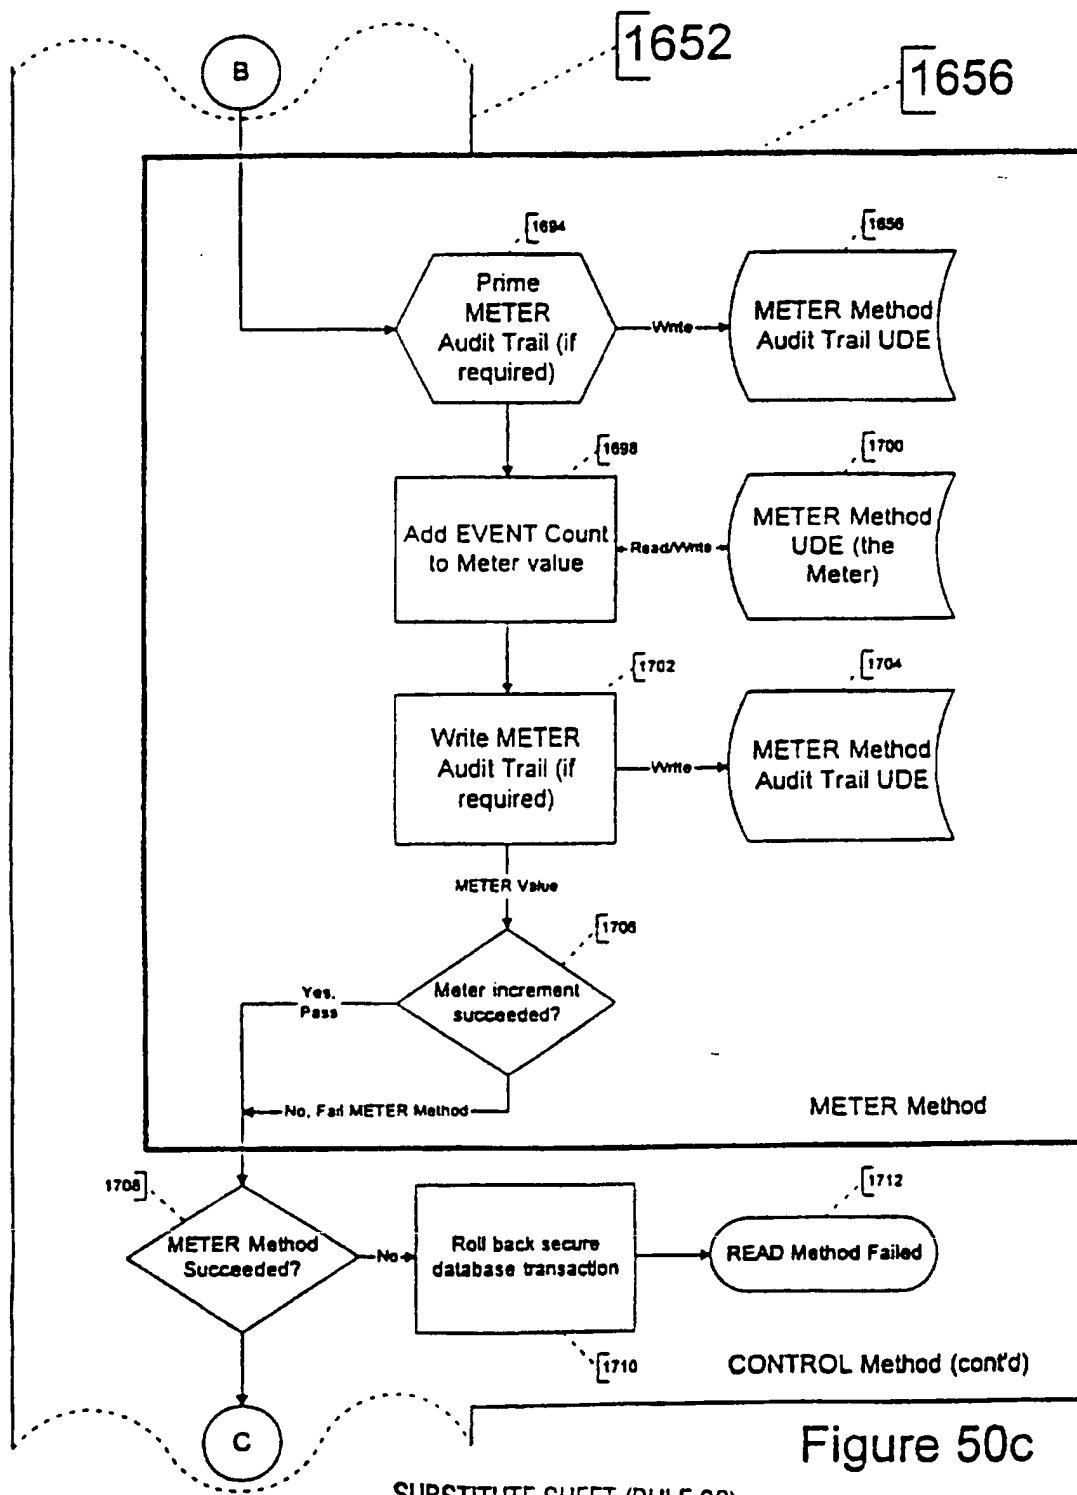 B
1652
1656
1694
Prime
METER
Audit Trail (if
required)
Write
1656
METER Method
Audit Trail UDE
1698
Add EVENT Count
to Meter value
Read/Write
1700
METER Method
UDE (the
Meter)
1702
Write METER
Audit Trail (if
required)
Write
1704
METER Method
Audit Trail UDE
METER Value
1706
Meter increment
succeeded?
Yes,
Pass
No, Fail METER Method
METER Method
1708
METER Method
Succeeded?
No
Roll back secure
database transaction
1710
1712
READ Method Failed
CONTROL Method (cont'd)
C
Figure 50c
SUBSTITUTE SHEET (RULE 26)